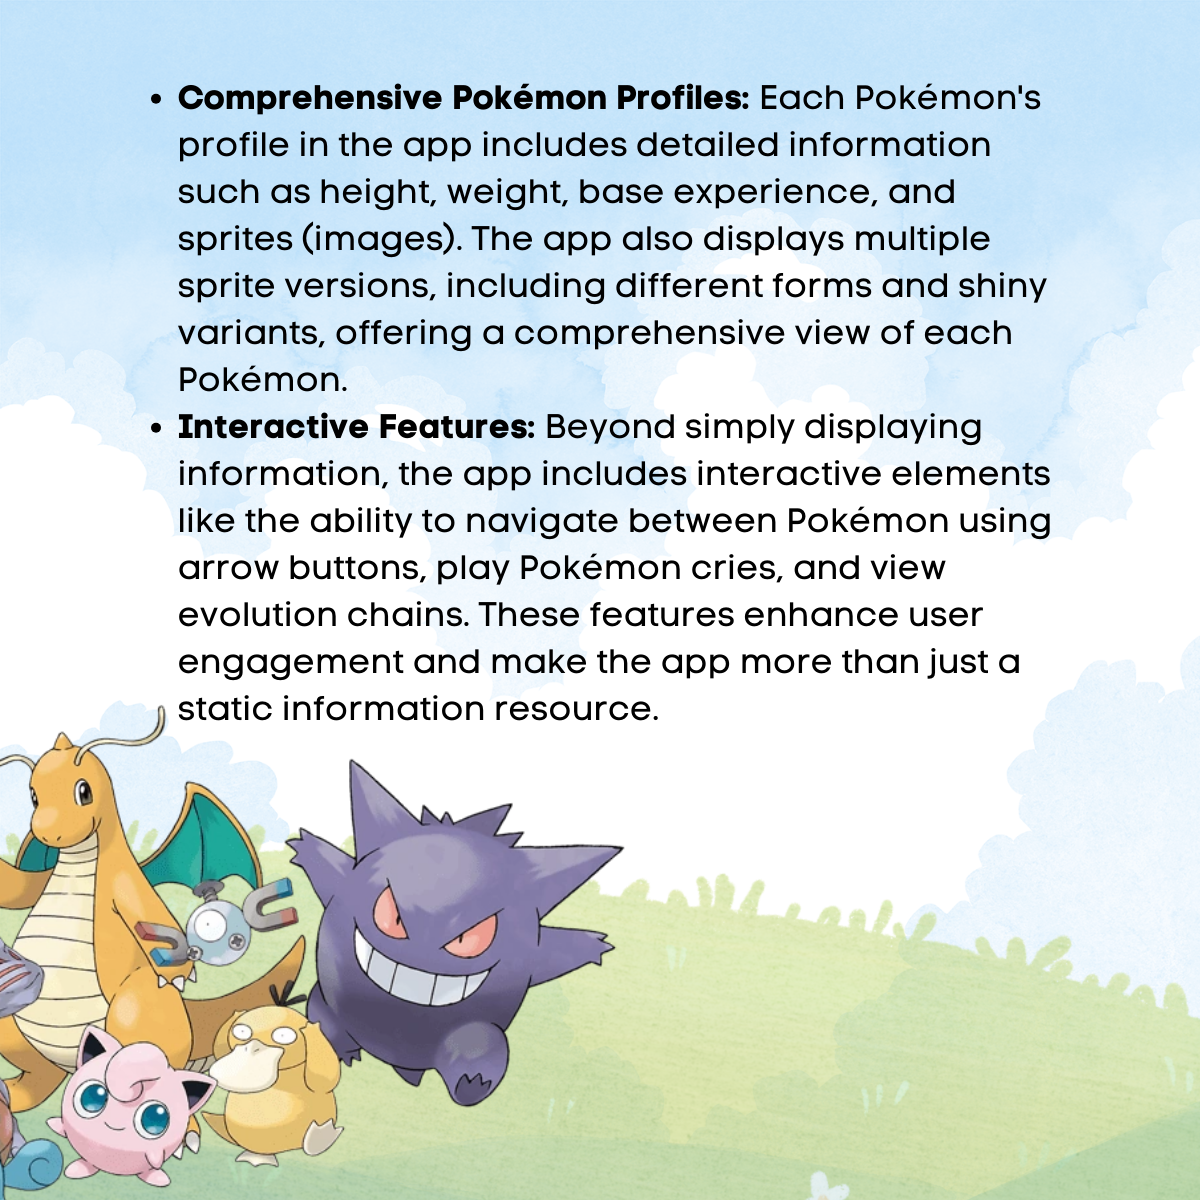 • Comprehensive Pokémon Profiles: Each Pokémon's
profile in the app includes detailed information
such as height, weight, base experience, and
sprites (images). The app also displays multiple
sprite versions, including different forms and shiny
variants, offering a comprehensive view of each
Pokémon.
• Interactive Features: Beyond simply displaying
information, the app includes interactive elements
like the ability to navigate between Pokémon using
arrow buttons, play Pokémon cries, and view
evolution chains. These features enhance user
engagement and make the app more than just a
static information resource.